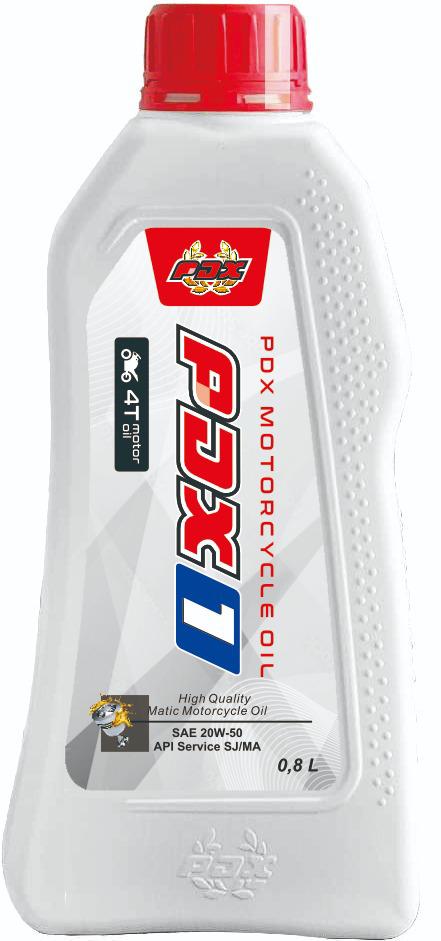 PDX
4T motor
oil
PDX 1
PDX MOTORCYCLE OIL
High Quality
Matic Motorcycle Oil
SAE 20W-50
API Service SJ/MA
0,8 L
PDX